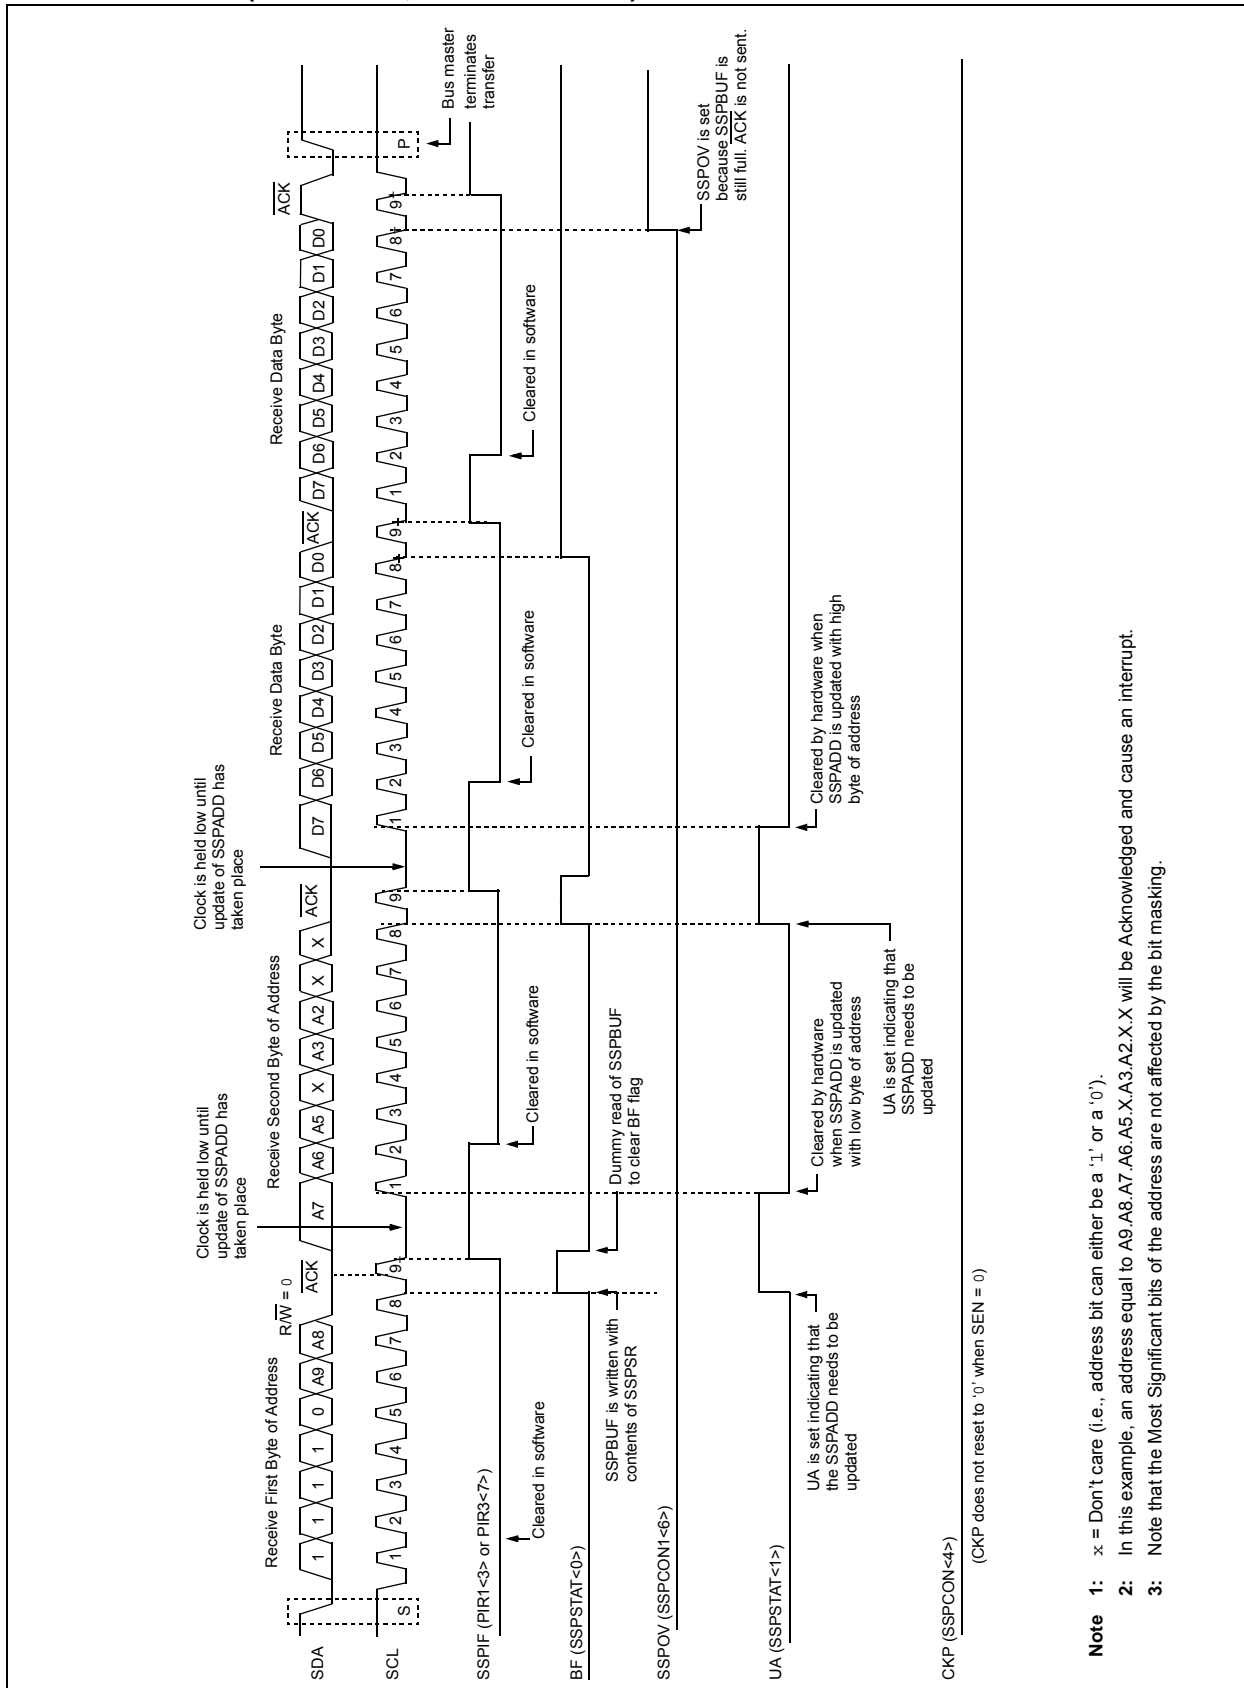 Receive First Byte of Address
R/W = 0
ACK
Clock is held low until
update of SSPADD has
taken place
Receive Second Byte of Address
ACK
Clock is held low until
update of SSPADD has
taken place
Receive Data Byte
ACK
Receive Data Byte
ACK
SDA
1 1 1 1 0 A9 A8
A7 A6 A5 X A3 A2 X X
D7 D6 D5 D4 D3 D2 D1 D0
D7 D6 D5 D4 D3 D2 D1 D0
SCL
S
1 2 3 4 5 6 7 8 9
1 2 3 4 5 6 7 8 9
1 2 3 4 5 6 7 8 9
1 2 3 4 5 6 7 8 9
P
Bus master
terminates
transfer
SSPIF (PIR1<3> or PIR3<7>)
Cleared in software
Cleared in software
Cleared in software
Cleared in software
BF (SSPSTAT<0>)
SSPBUF is written with
contents of SSPSR
Dummy read of SSPBUF
to clear BF flag
SSPOV (SSPCON1<6>)
SSPOV is set
because SSPBUF is
still full. ACK is not sent.
UA (SSPSTAT<1>)
UA is set indicating that
the SSPADD needs to be
updated
Cleared by hardware
when SSPADD is updated
with low byte of address
UA is set indicating that
SSPADD needs to be
updated
Cleared by hardware when
SSPADD is updated with high
byte of address
CKP (SSPCON<4>)
(CKP does not reset to ‘0’ when SEN = 0)
Note 1: x = Don’t care (i.e., address bit can either be a ‘1’ or a ‘0’).
2: In this example, an address equal to A9.A8.A7.A6.A5.X.A3.A2.X.X will be Acknowledged and cause an interrupt.
3: Note that the Most Significant bits of the address are not affected by the bit masking.